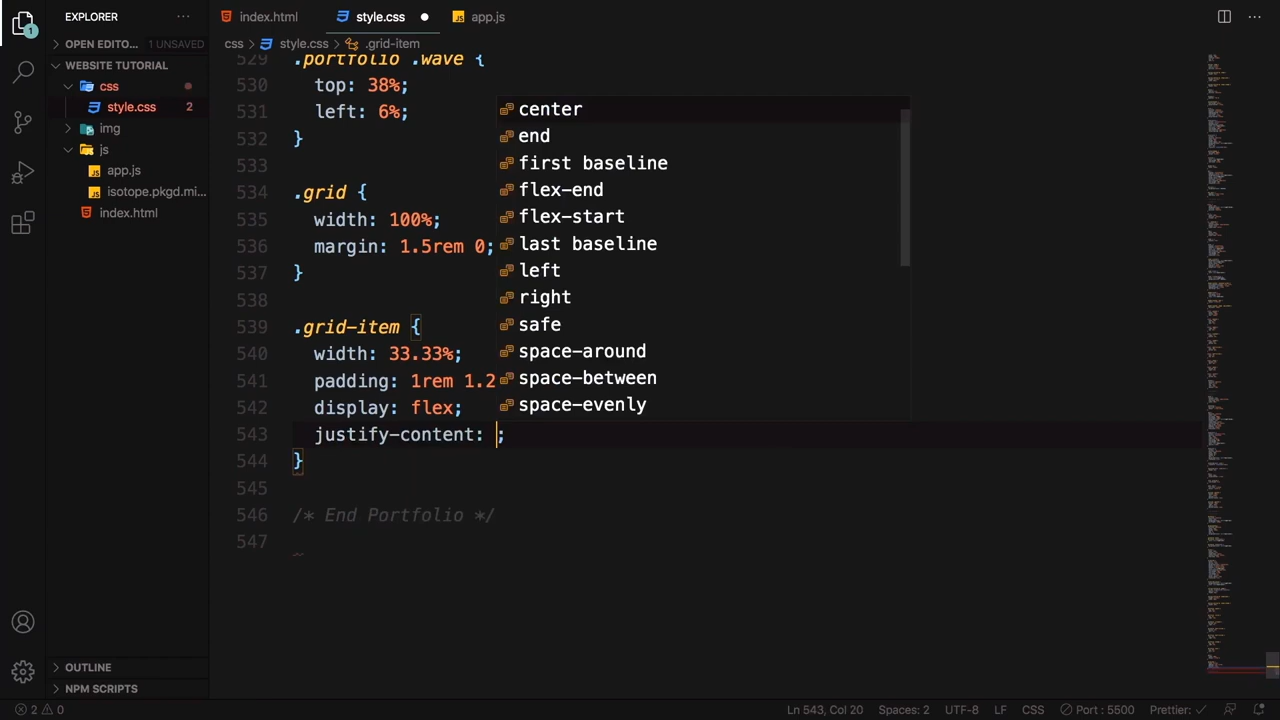 EXPLORER
index.html
style.css
app.js
OPEN EDITO... 1 UNSAVED
css > style.css > .grid-item
WEBSITE TUTORIAL
css
style.css 2
img
js
app.js
isotope.pkgd.mi...
index.html
529 .portfolio .wave {
530 top: 38%;
531 left: 6%;
532 }
533
534 .grid {
535 width: 100%;
536 margin: 1.5rem 0;
537 }
538
539 .grid-item {
540 width: 33.33%;
541 padding: 1rem 1.2
542 display: flex;
543 justify-content: ;
544 }
545
546 /* End Portfolio */
547
center
end
first baseline
flex-end
flex-start
last baseline
left
right
safe
space-around
space-between
space-evenly
1
OUTLINE
NPM SCRIPTS
2 0
Ln 543, Col 20
Spaces: 2
UTF-8
LF
CSS
Port : 5500
Prettier: ✓